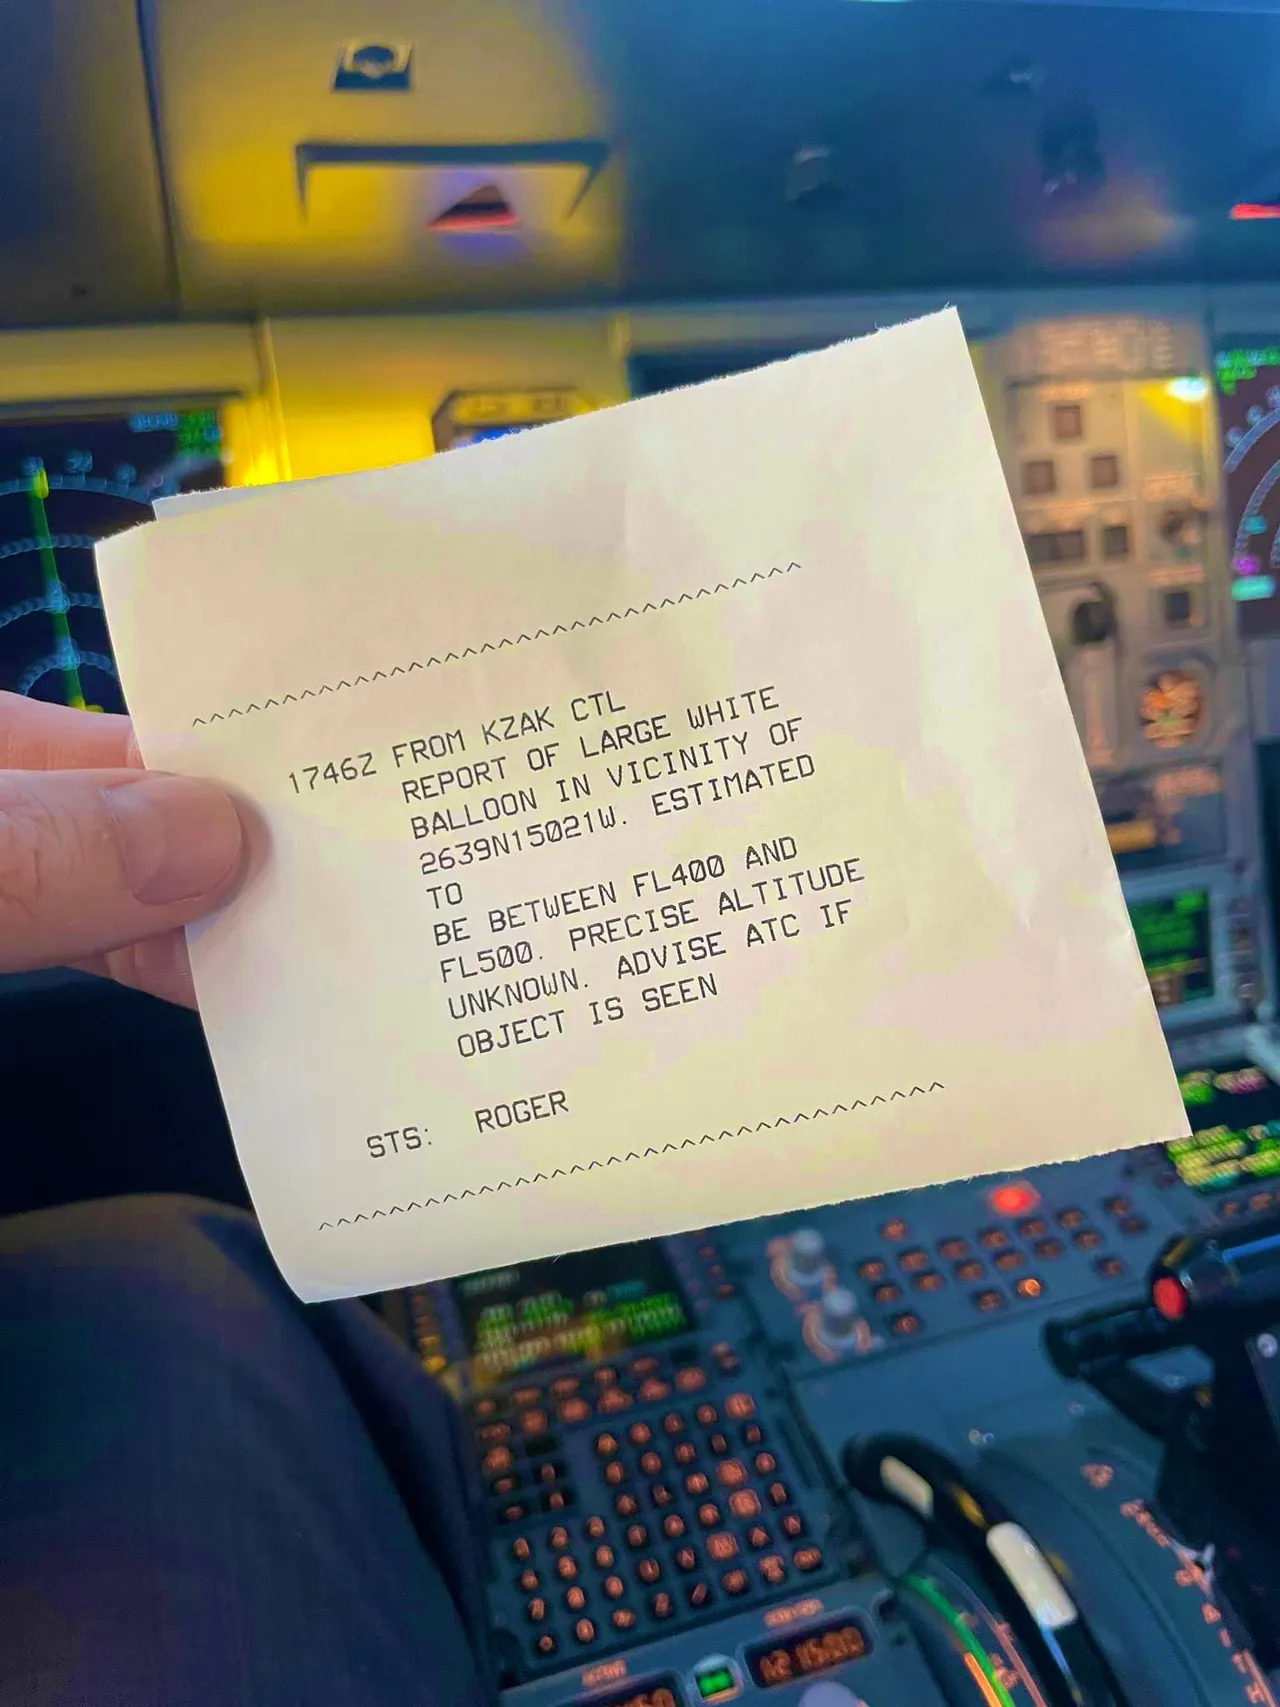 ^^^^^^^^^^^^^^^^^^^^^^^^^^^^^^^^^^^^^^^^
1746Z FROM KZAK CTL
REPORT OF LARGE WHITE
BALLOON IN VICINITY OF
2639N15021W. ESTIMATED
TO
BE BETWEEN FL400 AND
FL500. PRECISE ALTITUDE
UNKNOWN. ADVISE ATC IF
OBJECT IS SEEN
STS: ROGER
^^^^^^^^^^^^^^^^^^^^^^^^^^^^^^^^^^^^^^^^